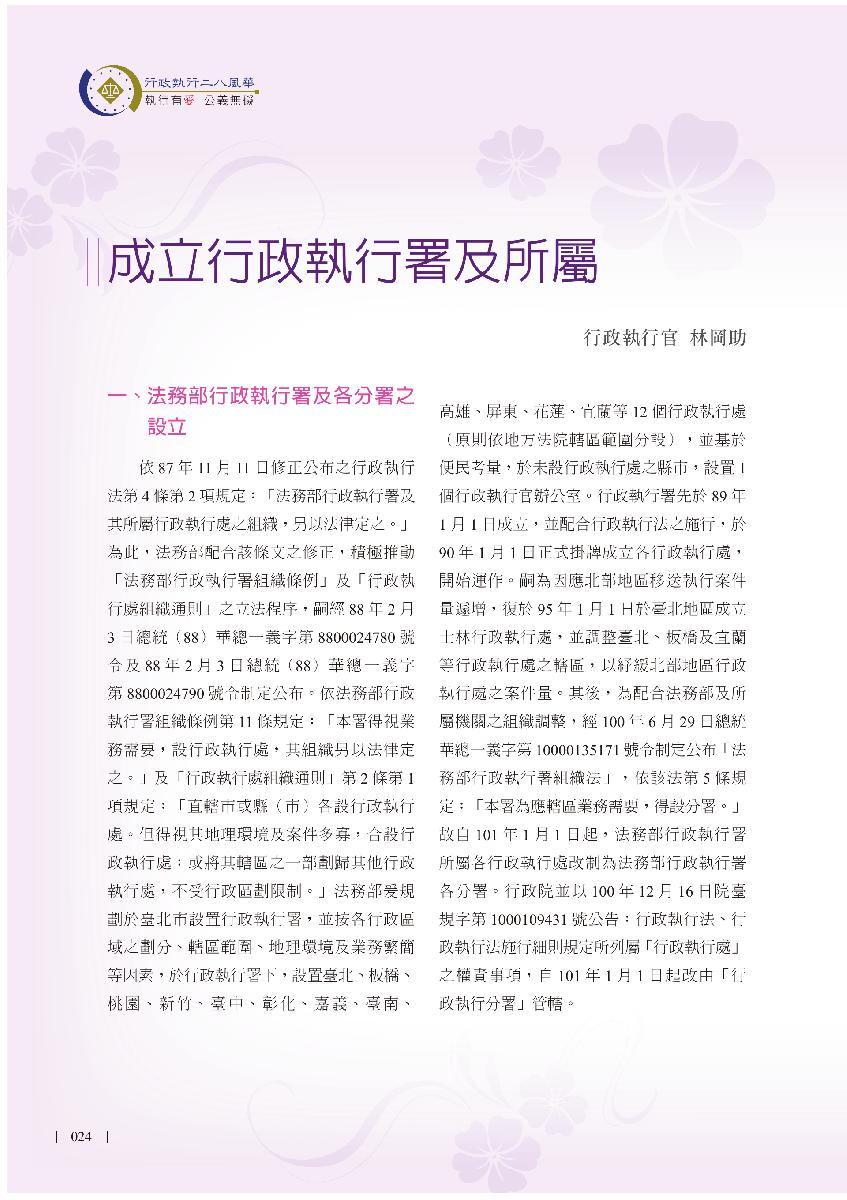 行政執行二八風華
執行有愛 公義無礙
成立行政執行署及所屬
行政執行官 林岡助
一、法務部行政執行署及各分署之
設立
依 87 年 11 月 11 日修正公布之行政執行
法第 4 條第 2 項規定：「法務部行政執行署及
其所屬行政執行處之組織，另以法律定之。」
為此，法務部配合該條文之修正，積極推動
「法務部行政執行署組織條例」及「行政執
行處組織通則」之立法程序，嗣經 88 年 2 月
3 日總統（88）華總一義字第 8800024780 號
令及 88 年 2 月 3 日總統（88）華總一義字
第 8800024790 號令制定公布。依法務部行政
執行署組織條例第 11 條規定：「本署得視業
務需要，設行政執行處，其組織另以法律定
之。」及「行政執行處組織通則」第 2 條第 1
項規定：「直轄市或縣（市）各設行政執行
處。但得視其地理環境及案件多寡，合設行
政執行處；或將其轄區之一部劃歸其他行政
執行處，不受行政區劃限制。」法務部爰規
劃於臺北市設置行政執行署，並按各行政區
域之劃分、轄區範圍、地理環境及業務繁簡
等因素，於行政執行署下，設置臺北、板橋、
桃園、新竹、臺中、彰化、嘉義、臺南、
高雄、屏東、花蓮、宜蘭等 12 個行政執行處
（原則依地方法院轄區範圍分設），並基於
便民考量，於未設行政執行處之縣市，設置 1
個行政執行官辦公室。行政執行署先於 89 年
1 月 1 日成立，並配合行政執行法之施行，於
90 年 1 月 1 日正式掛牌成立各行政執行處，
開始運作。嗣為因應北部地區移送執行案件
量遽增，復於 95 年 1 月 1 日於臺北地區成立
士林行政執行處，並調整臺北、板橋及宜蘭
等行政執行處之轄區，以紓緩北部地區行政
執行處之案件量。其後，為配合法務部及所
屬機關之組織調整，經 100 年 6 月 29 日總統
華總一義字第 10000135171 號令制定公布「法
務部行政執行署組織法」，依該法第 5 條規
定：「本署為應轄區業務需要，得設分署。」
故自 101 年 1 月 1 日起，法務部行政執行署
所屬各行政執行處改制為法務部行政執行署
各分署。行政院並以 100 年 12 月 16 日院臺
規字第 1000109431 號公告：行政執行法、行
政執行法施行細則規定所列屬「行政執行處」
之權責事項，自 101 年 1 月 1 日起改由「行
政執行分署」管轄。
024